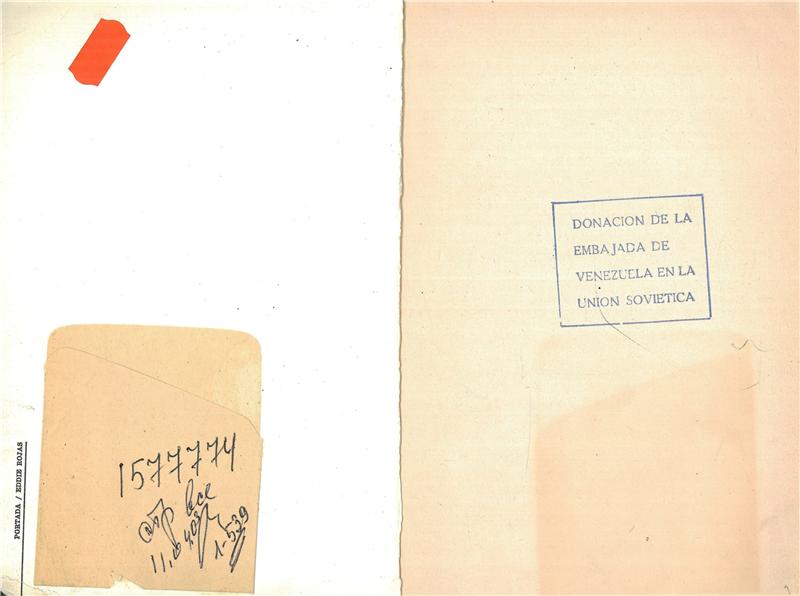 PORTADA / EDDIE ROJAS
1577774
1-539
DONACION DE LA
EMBAJADA DE
VENEZUELA EN LA
UNION SOVIETICA